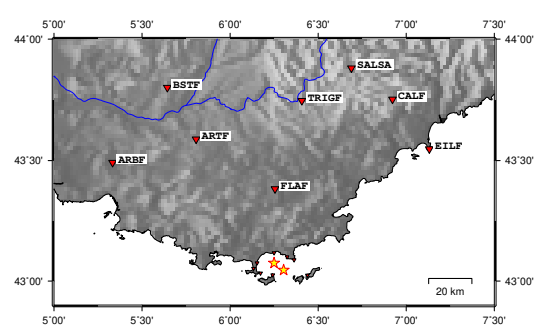 5˚00' 5˚30' 6˚00' 6˚30' 7˚00' 7˚30'
44˚00' 44˚00'
SALSA
BSTF
CALF
TRIGF
ARTF
EILF
43˚30' 43˚30'
ARBF
FLAF
43˚00' 43˚00'
20 km
5˚00' 5˚30' 6˚00' 6˚30' 7˚00' 7˚30'